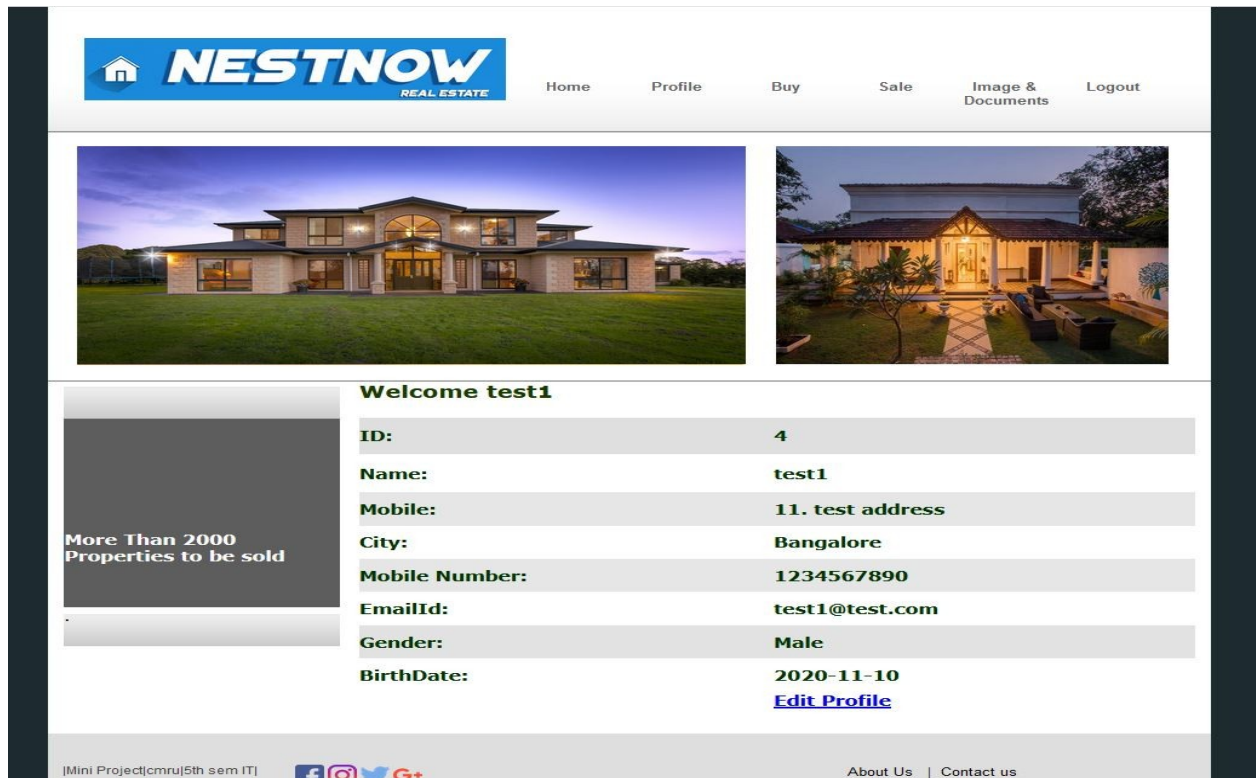 NESTNOW
REAL ESTATE
Home Profile Buy Sale Image & Documents Logout
Welcome test1
ID: 4
Name: test1
Mobile: 11. test address
City: Bangalore
Mobile Number: 1234567890
EmailId: test1@test.com
Gender: Male
BirthDate: 2020-11-10
Edit Profile
More Than 2000
Properties to be sold
.
|Mini Project|cmru|5th sem IT|
f G+
About Us | Contact us